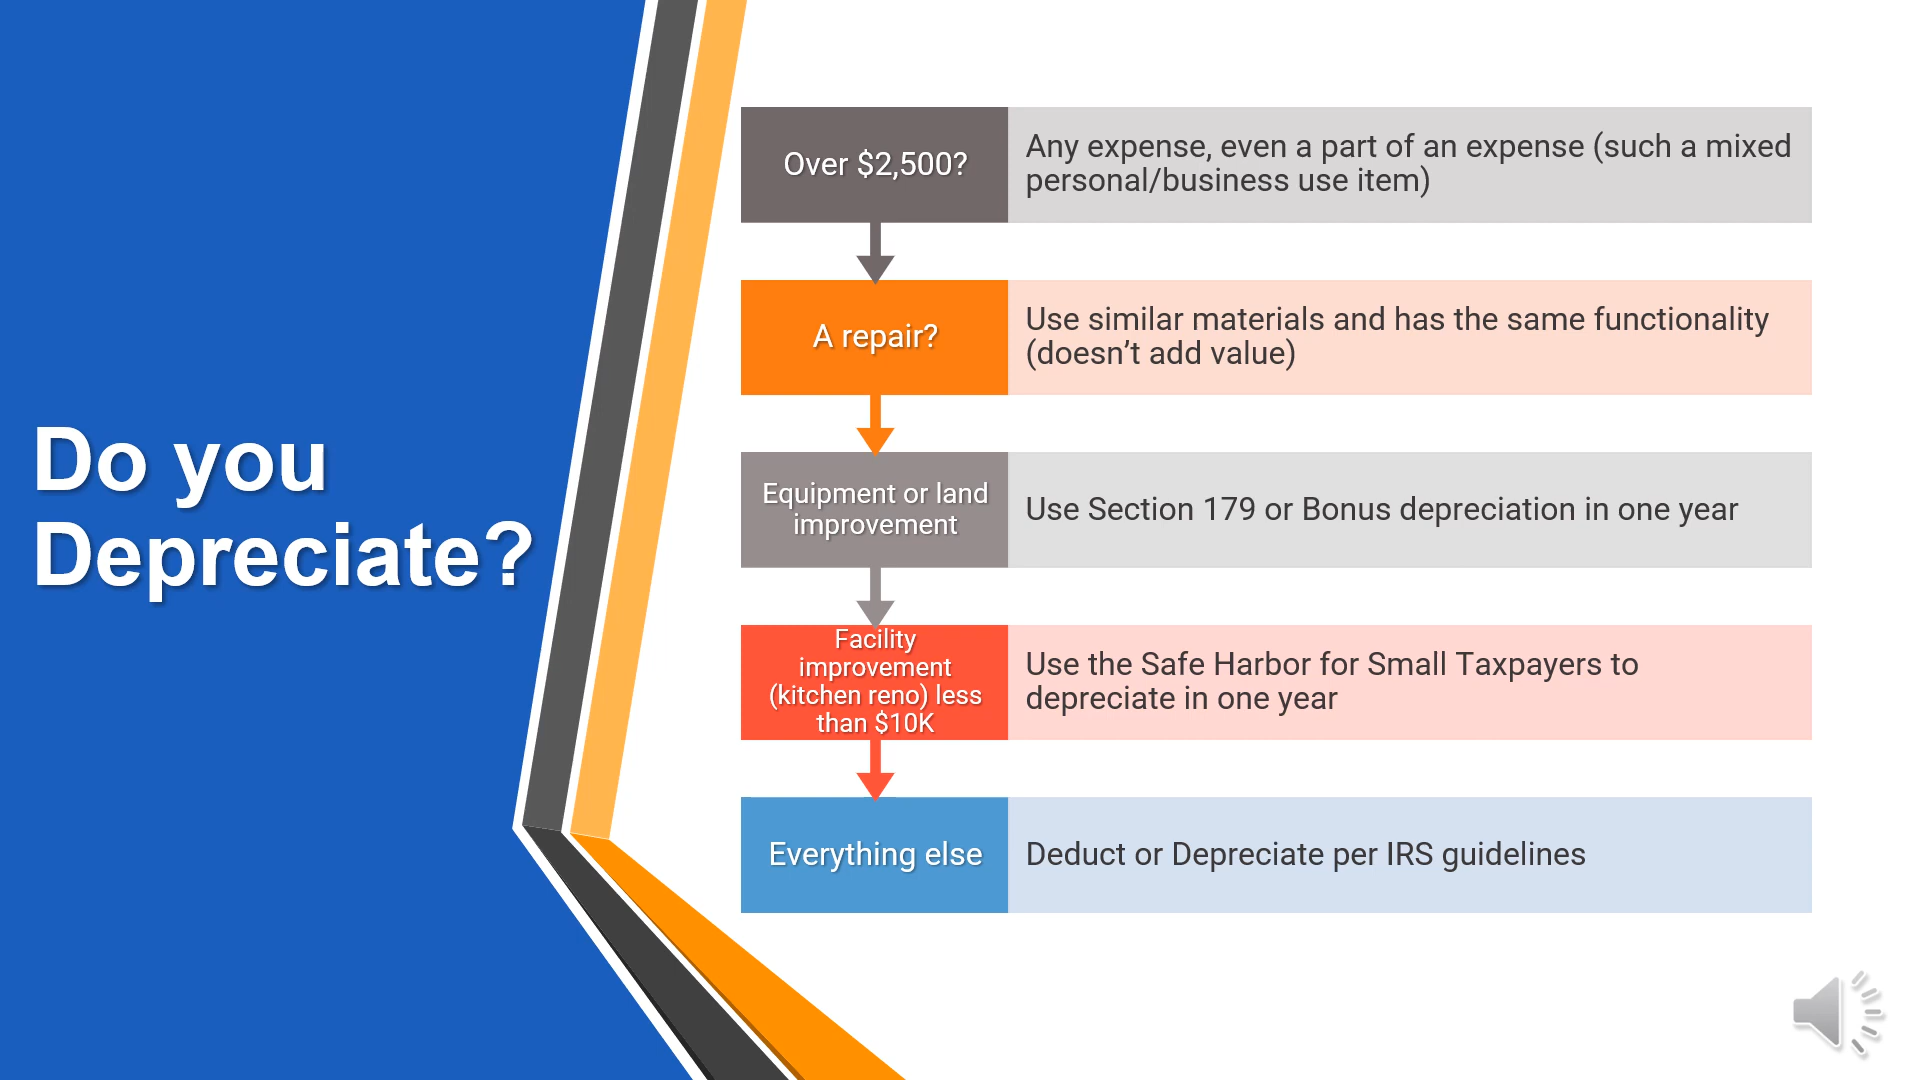 Do you
Depreciate?
Over $2,500?
Any expense, even a part of an expense (such a mixed
personal/business use item)
A repair?
Use similar materials and has the same functionality
(doesn’t add value)
Equipment or land
improvement
Use Section 179 or Bonus depreciation in one year
Facility
improvement
(kitchen reno) less
than $10K
Use the Safe Harbor for Small Taxpayers to
depreciate in one year
Everything else
Deduct or Depreciate per IRS guidelines